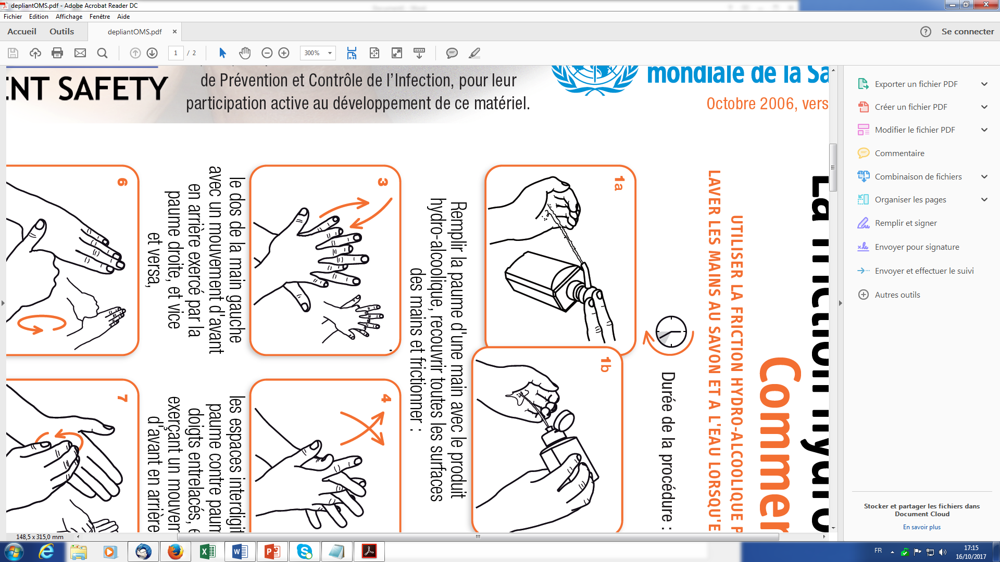 depliantOMS.pdf - Adobe Acrobat Reader DC
Fichier Edition Affichage Fenêtre Aide
Accueil Outils depliantOMS.pdf × ? Se connecter
1 / 2 300%
ENT SAFETY
de Prévention et Contrôle de l'Infection, pour leur
participation active au développement de ce matériel.
mondiale de la Sa
Octobre 2006, vers
La friction hydro
Commen
UTILISER LA FRICTION HYDRO-ALCOOLIQUE P
LAVER LES MAINS AU SAVON ET A L'EAU LORSQU'E
Durée de la procédure :
1a
1b
Remplir la paume d'une main avec le produit
hydro-alcoolique, recouvrir toutes les surfaces
des mains et frictionner :
3
4
le dos de la main gauche
avec un mouvement d'avant
en arrière exercé par la
paume droite, et vice
et versa,
les espaces interdigit
paume contre paum
doigts entrelacés, e
exerçant un mouvem
d'avant en arrière
6
7
Exporter un fichier PDF
Créer un fichier PDF
Modifier le fichier PDF
Commentaire
Combinaison de fichiers
Organiser les pages
Remplir et signer
Envoyer pour signature
Envoyer et effectuer le suivi
Autres outils
Stocker et partager les fichiers dans
Document Cloud
En savoir plus
148,5 x 315,0 mm
FR 17:15
16/10/2017